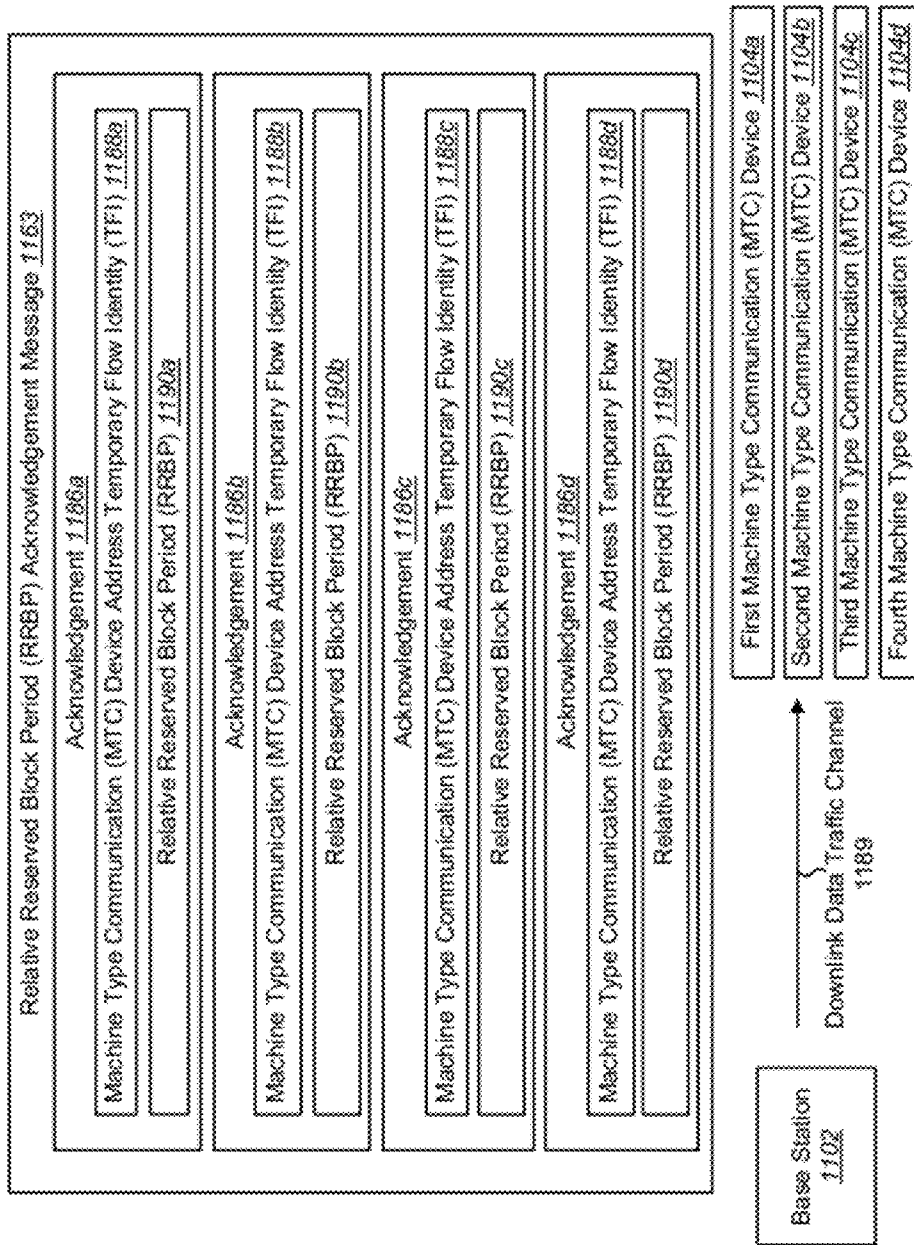 Relative Reserved Block Period (RRBP) Acknowledgement Message 1163
Acknowledgement 1186a
Machine Type Communication (MTC) Device Address Temporary Flow Identity (TFI) 1188a
Relative Reserved Block Period (RRBP) 1190a
Acknowledgement 1186b
Machine Type Communication (MTC) Device Address Temporary Flow Identity (TFI) 1188b
Relative Reserved Block Period (RRBP) 1190b
Acknowledgement 1186c
Machine Type Communication (MTC) Device Address Temporary Flow Identity (TFI) 1188c
Relative Reserved Block Period (RRBP) 1190c
Acknowledgement 1186d
Machine Type Communication (MTC) Device Address Temporary Flow Identity (TFI) 1188d
Relative Reserved Block Period (RRBP) 1190d
Base Station
1102
Downlink Data Traffic Channel
1189
First Machine Type Communication (MTC) Device 1104a
Second Machine Type Communication (MTC) Device 1104b
Third Machine Type Communication (MTC) Device 1104c
Fourth Machine Type Communication (MTC) Device 1104d